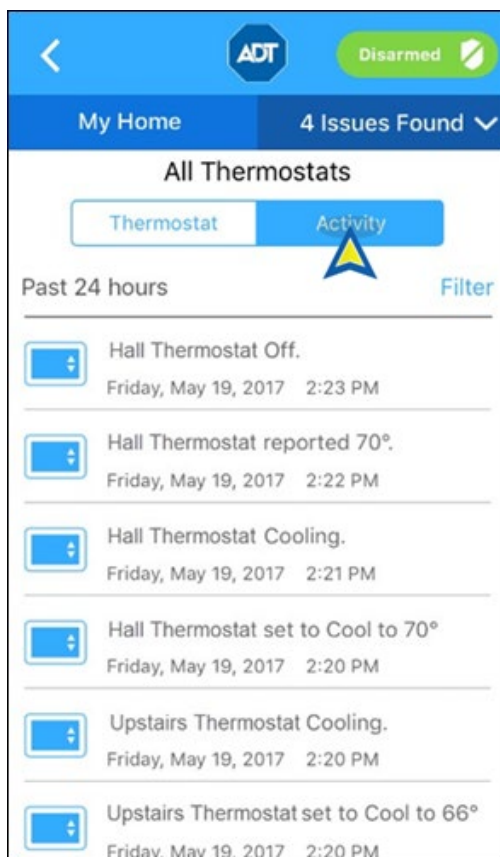 ADT
Disarmed
My Home
4 Issues Found
All Thermostats
Thermostat
Activity
Past 24 hours
Filter
Hall Thermostat Off.
Friday, May 19, 2017 2:23 PM
Hall Thermostat reported 70°.
Friday, May 19, 2017 2:22 PM
Hall Thermostat Cooling.
Friday, May 19, 2017 2:21 PM
Hall Thermostat set to Cool to 70°
Friday, May 19, 2017 2:20 PM
Upstairs Thermostat Cooling.
Friday, May 19, 2017 2:20 PM
Upstairs Thermostat set to Cool to 66°
Friday, May 19, 2017 2:20 PM